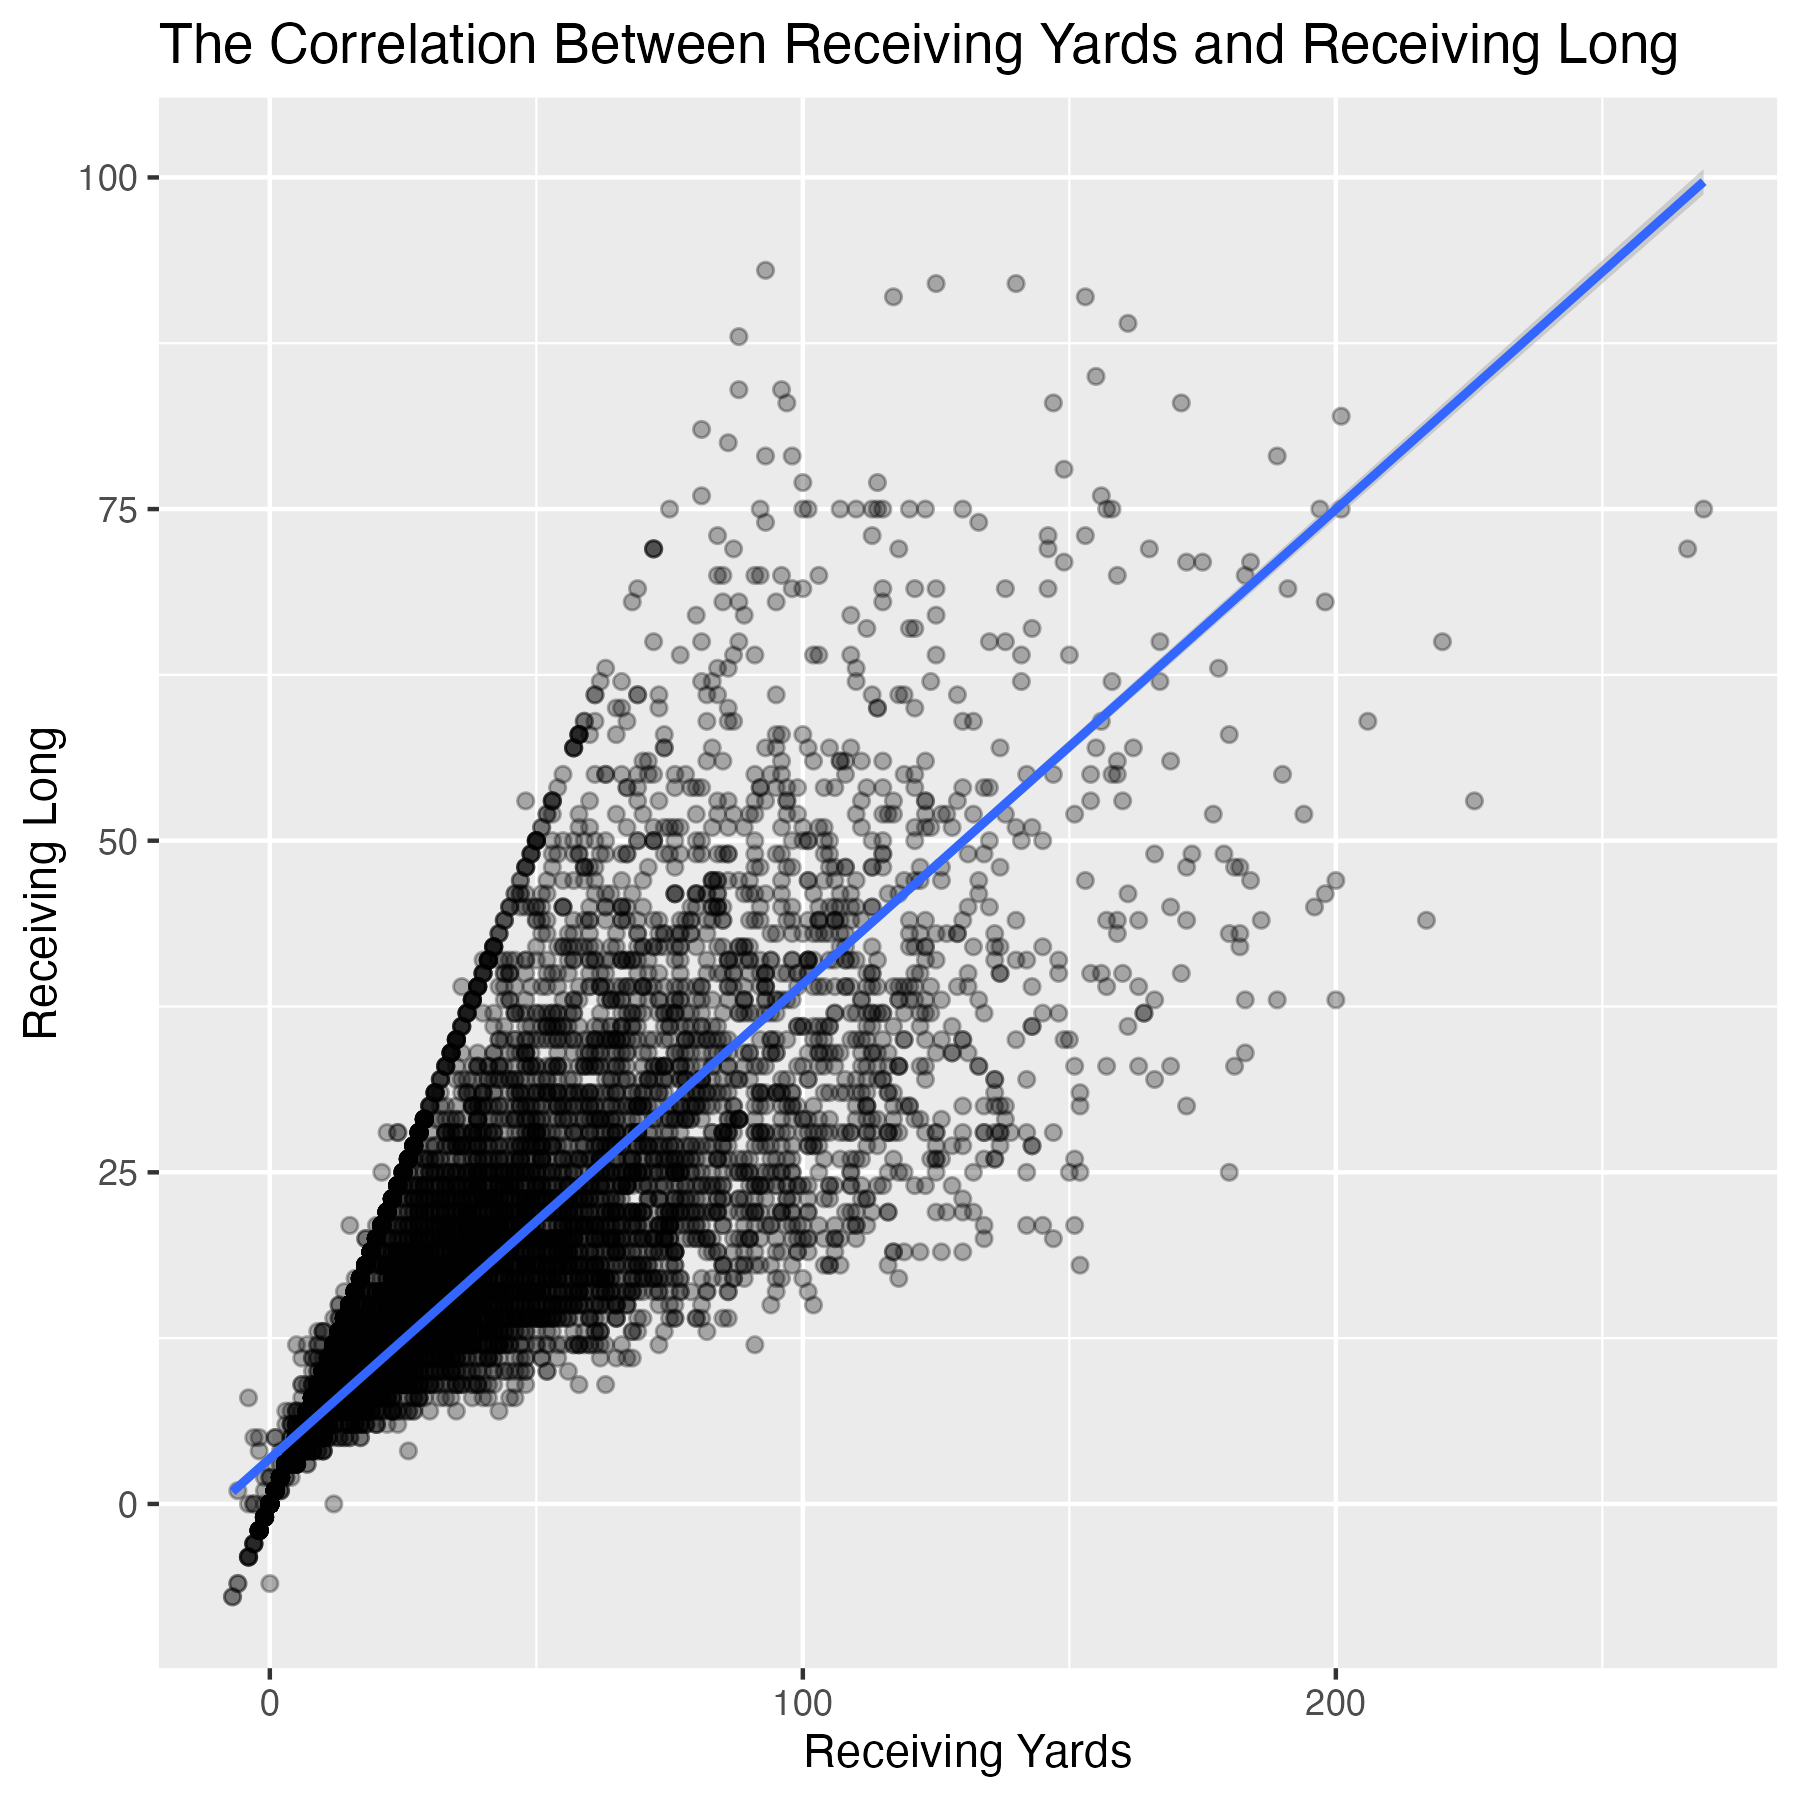 The Correlation Between Receiving Yards and Receiving Long
100
75
50
25
0
Receiving Long
0 100 200
Receiving Yards